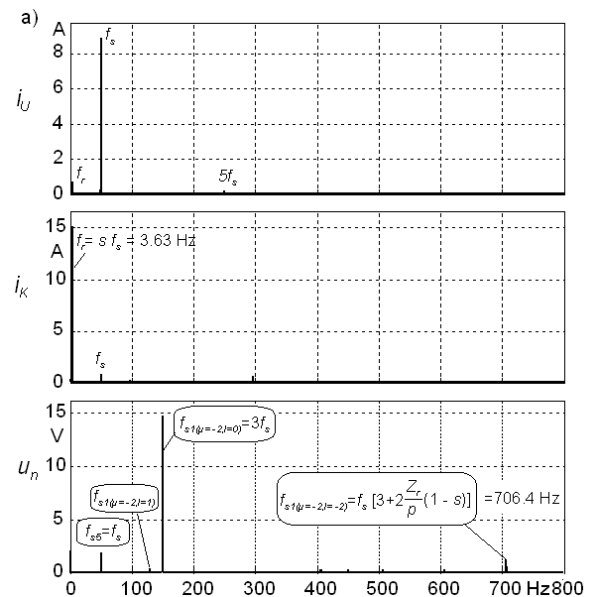 a)
A
8
6
4
2
0
i_U
f_s
f_r
5f_s
15
A
10
5
0
i_K
f_r= s f_s = 3.63 Hz
f_s
15
V
10
5
0
u_n
f_s1(μ=-2,l=0)=3f_s
f_s1(μ=-2,l=1)
f_s5=f_s
f_s1(μ=-2,l=-2)=f_s [3+2 Z_r/p (1 - s)] =706.4 Hz
0 100 200 300 400 500 600 700 Hz 800